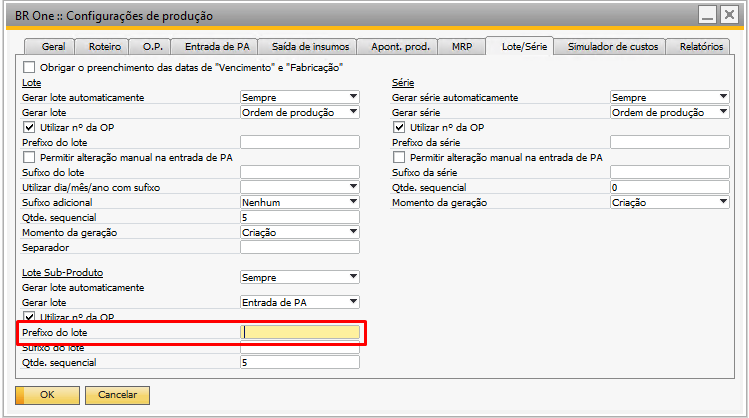 BR One :: Configurações de produção
Geral Roteiro O.P. Entrada de PA Saída de insumos Apont. prod. MRP Lote/Série Simulador de custos Relatórios
Obrigar o preenchimento das datas de "Vencimento" e "Fabricação"
Lote
Gerar lote automaticamente Sempre
Gerar lote Ordem de produção
Utilizar nº da OP
Prefixo do lote
Permitir alteração manual na entrada de PA
Sufixo do lote
Utilizar dia/mês/ano com sufixo
Sufixo adicional Nenhum
Qtde. sequencial 5
Momento da geração Criação
Separador
Série
Gerar série automaticamente Sempre
Gerar série Ordem de produção
Utilizar nº da OP
Prefixo da série
Permitir alteração manual na entrada de PA
Sufixo da série
Qtde. sequencial 0
Momento da geração Criação
Lote Sub-Produto Sempre
Gerar lote automaticamente
Gerar lote Entrada de PA
Utilizar nº da OP
Prefixo do lote
Sufixo do lote
Qtde. sequencial 5
OK Cancelar